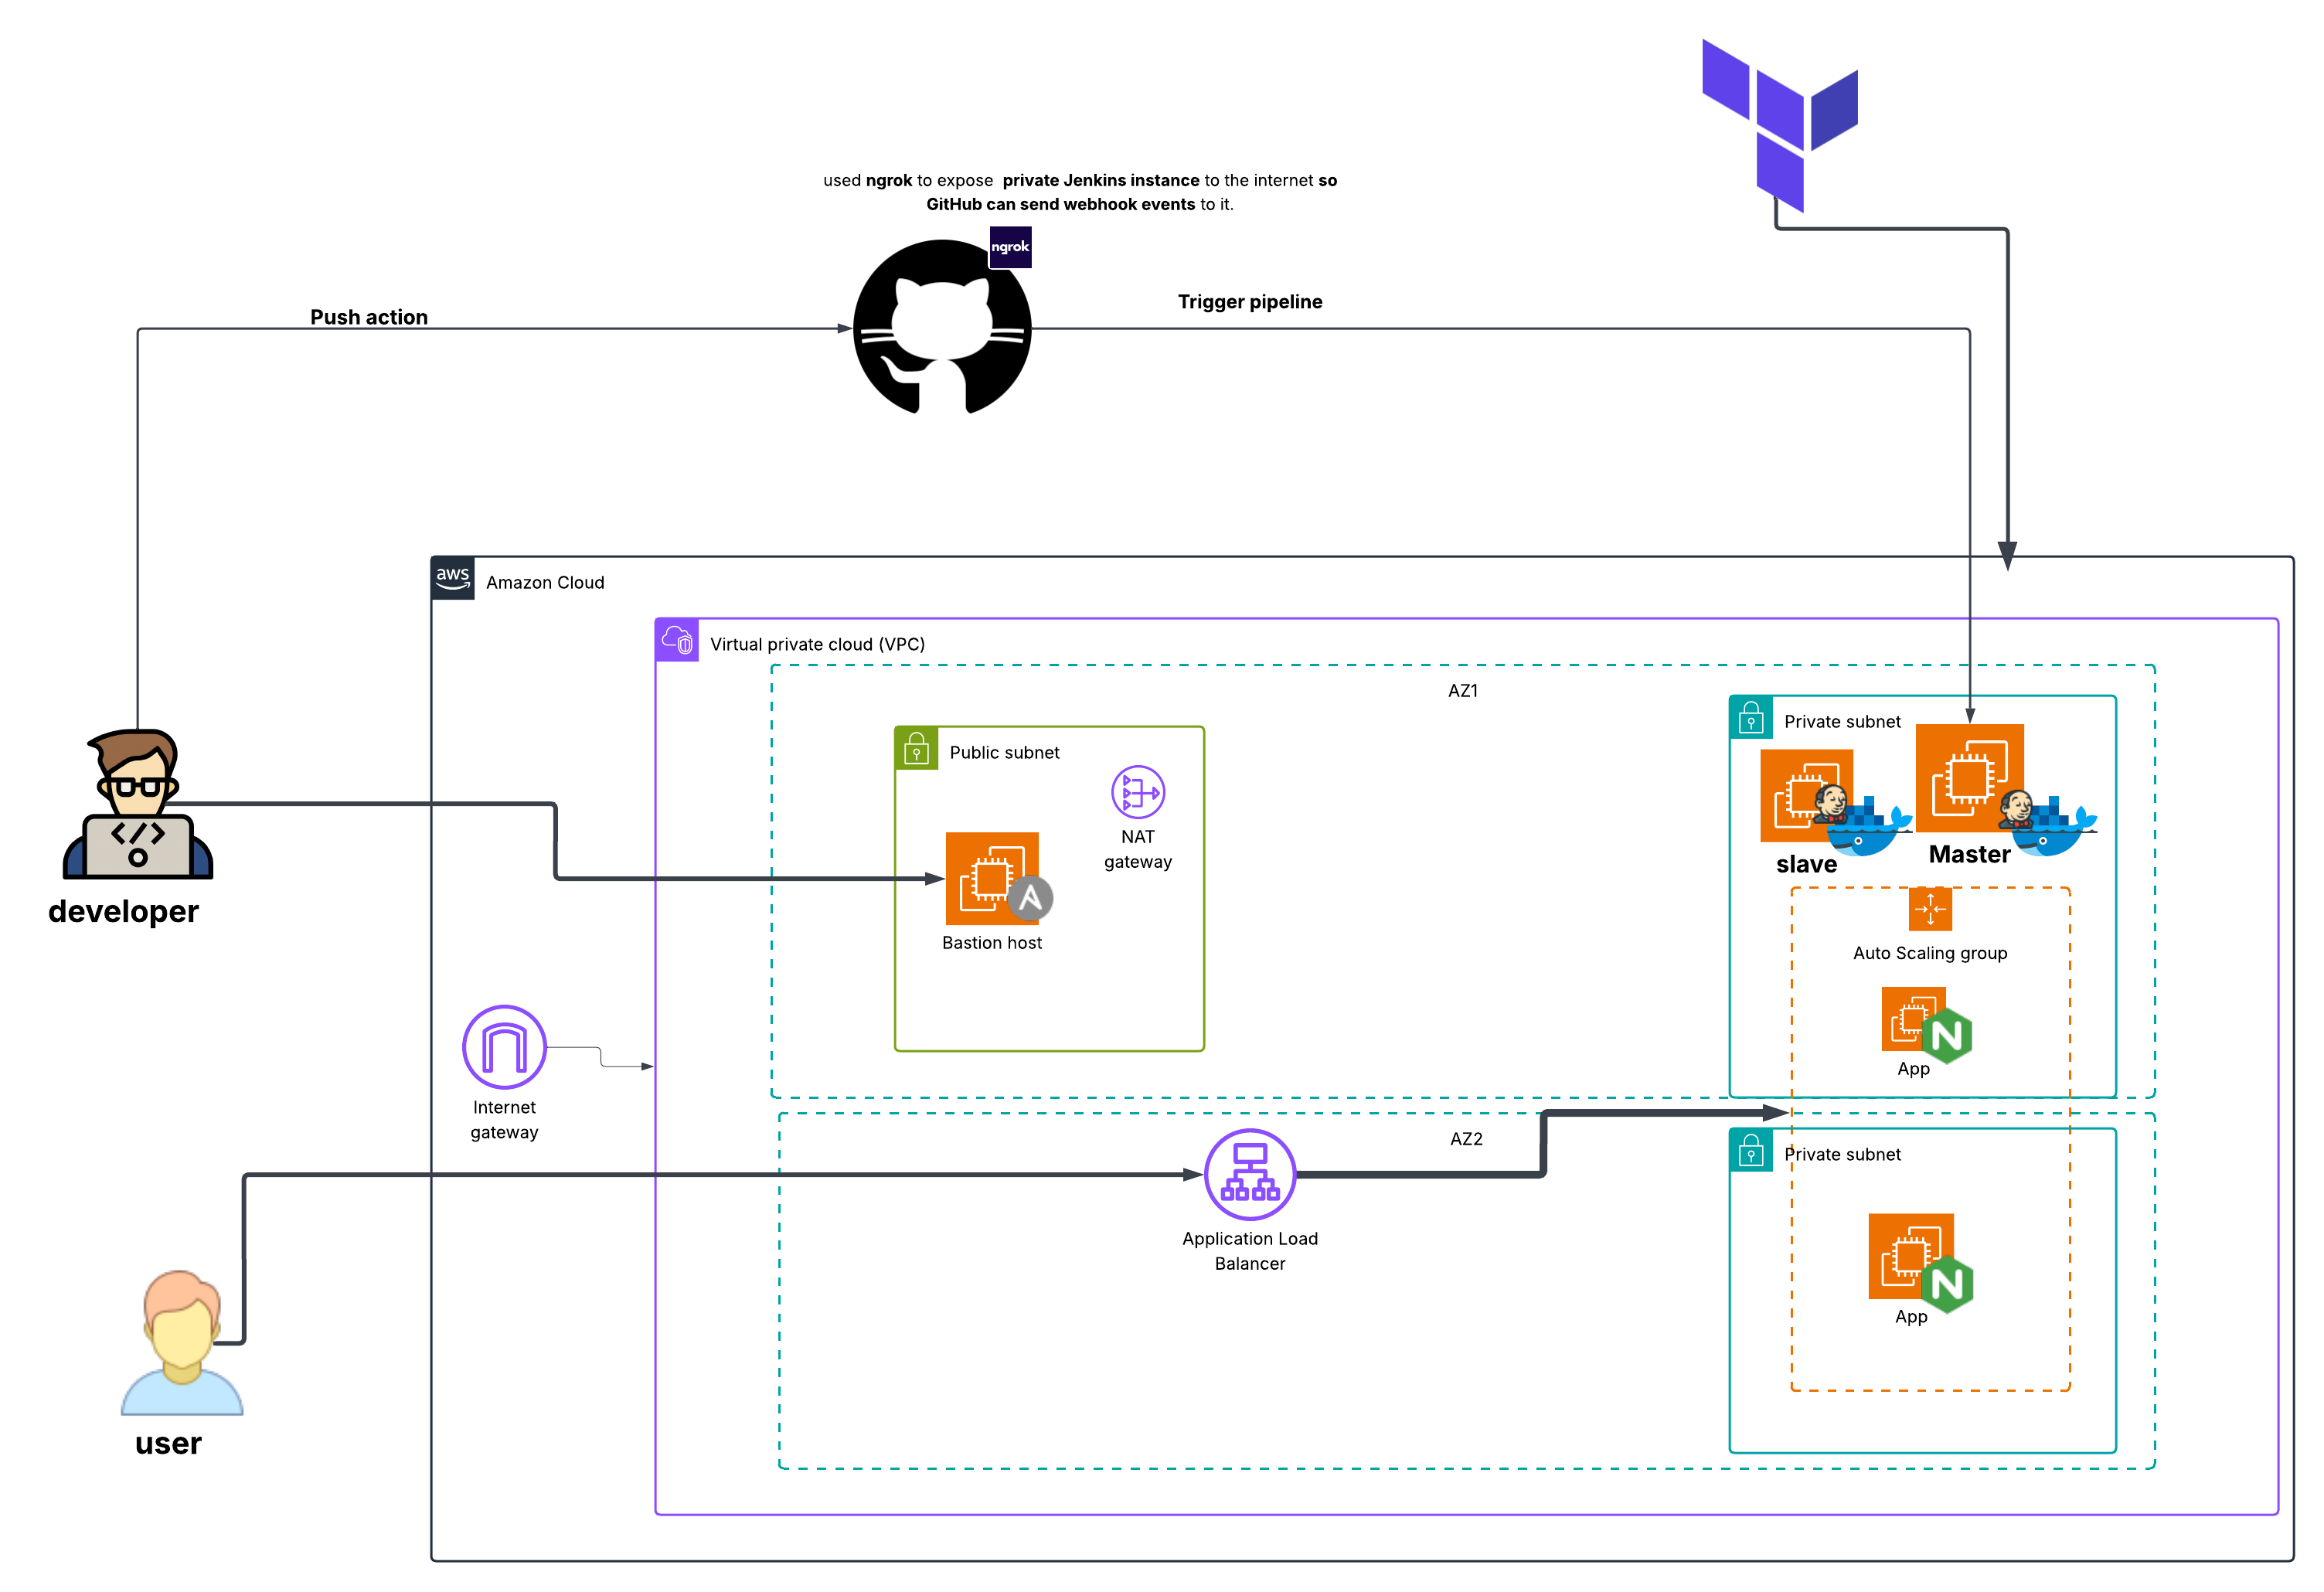 used ngrok to expose  private Jenkins instance to the internet so
GitHub can send webhook events to it.
ngrok
Push action
Trigger pipeline
aws
Amazon Cloud
Virtual private cloud (VPC)
AZ1
Private subnet
Public subnet
NAT
gateway
slave
Master
developer
Bastion host
Auto Scaling group
App
Internet
gateway
AZ2
Private subnet
Application Load
Balancer
App
user